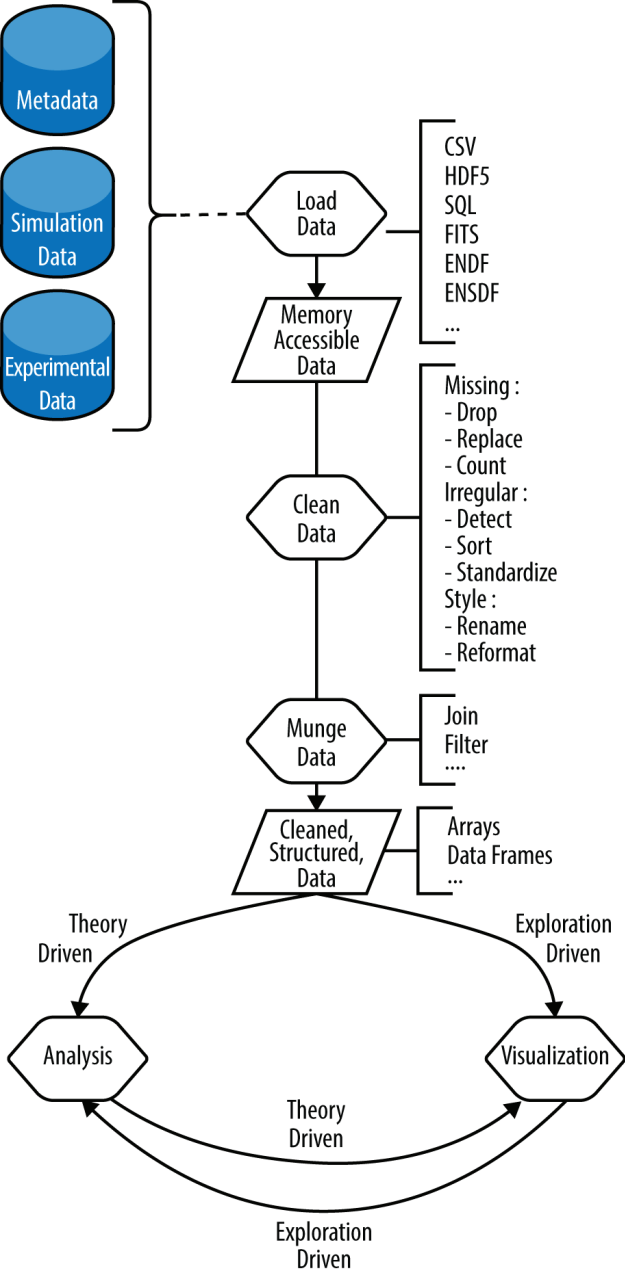 Metadata
Simulation
Data
Experimental
Data
Load
Data
CSV
HDF5
SQL
FITS
ENDF
ENSDF
...
Memory
Accessible
Data
Clean
Data
Missing :
- Drop
- Replace
- Count
Irregular :
- Detect
- Sort
- Standardize
Style :
- Rename
- Reformat
Munge
Data
Join
Filter
....
Cleaned,
Structured,
Data
Arrays
Data Frames
...
Theory
Driven
Exploration
Driven
Analysis
Visualization
Theory
Driven
Exploration
Driven